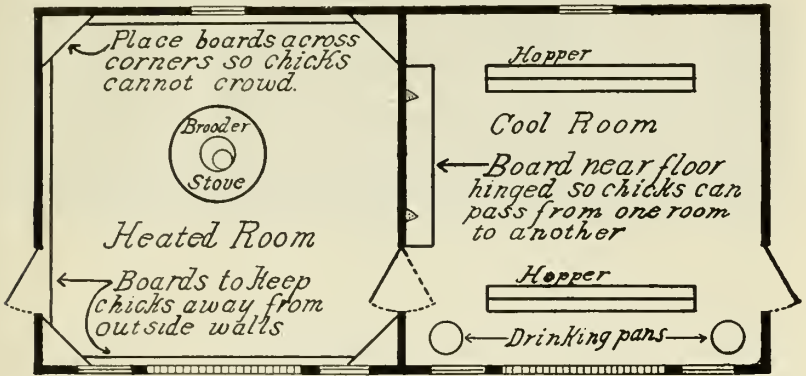 Place boards across
corners so chicks
cannot crowd.
Brooder
Stove
Heated Room
Boards to keep
chicks away from
outside walls
Hopper
Cool Room
Board near floor
hinged so chicks can
pass from one room
to another
Hopper
Drinking pans